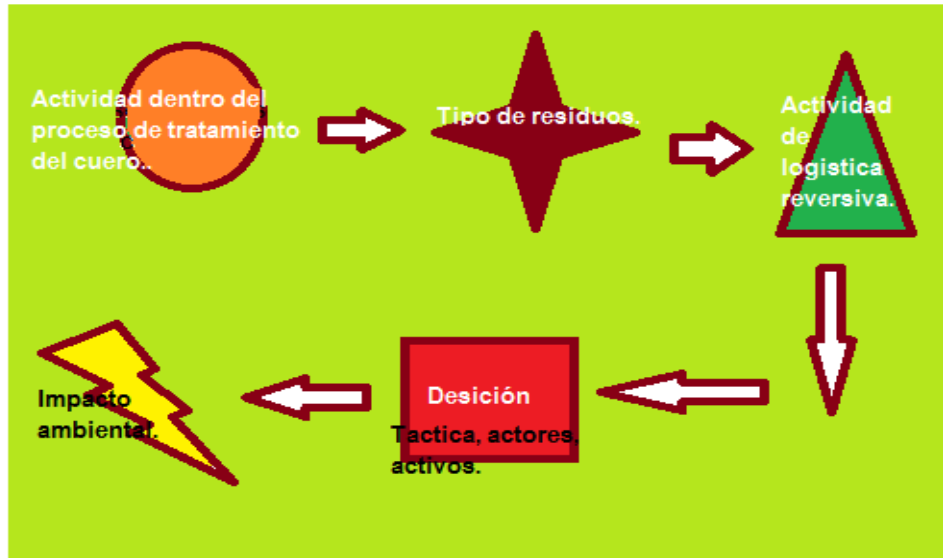 Actividad dentro del
proceso de tratamiento
del cuero..
Tipo de residuos.
Actividad
de
logistica
reversiva.
Desición
Tactica, actores,
activos.
Impacto
ambiental.